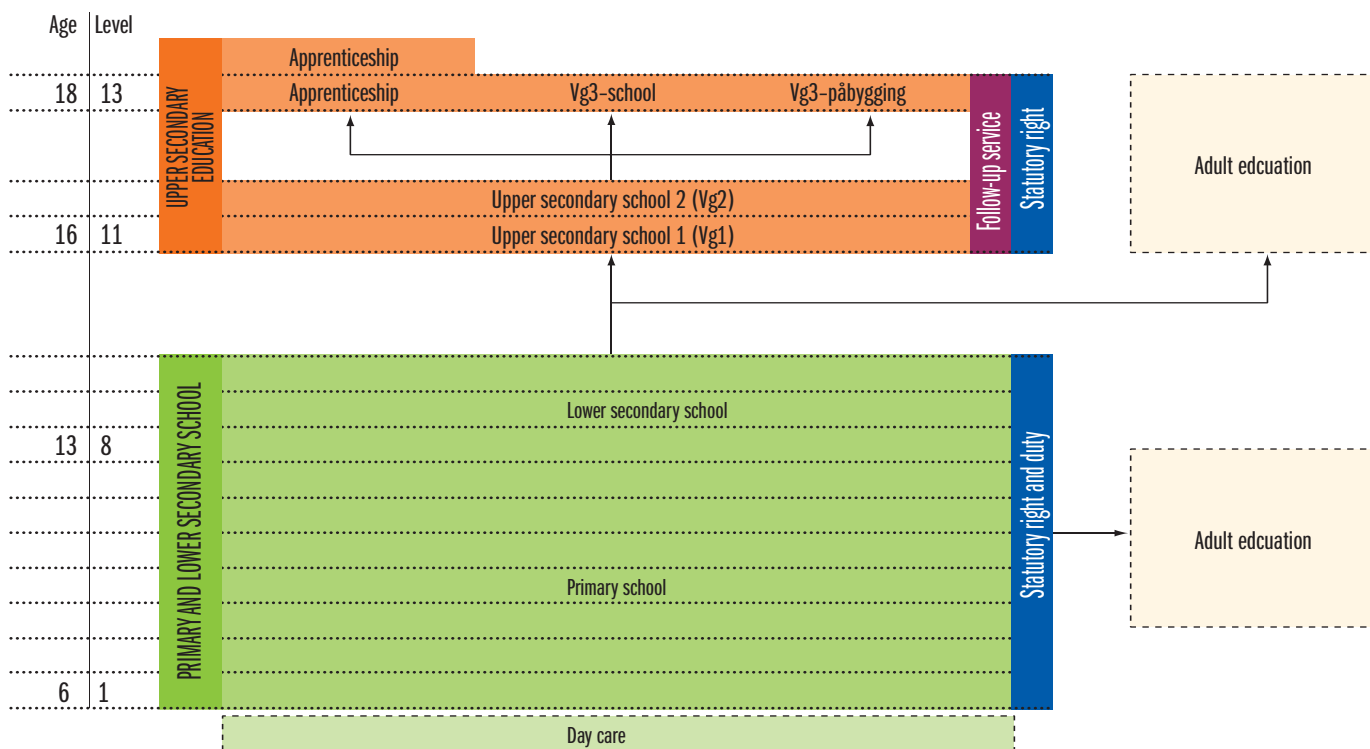 Age Level
Apprenticeship
18 13
Apprenticeship
Vg3–school
Vg3–påbygging
UPPER SECONDARY
EDUCATION
Follow-up service
Statutory right
Adult edcuation
Upper secondary school 2 (Vg2)
16 11
Upper secondary school 1 (Vg1)
PRIMARY AND LOWER SECONDARY SCHOOL
Lower secondary school
13 8
Statutory right and duty
Adult edcuation
Primary school
6 1
Day care